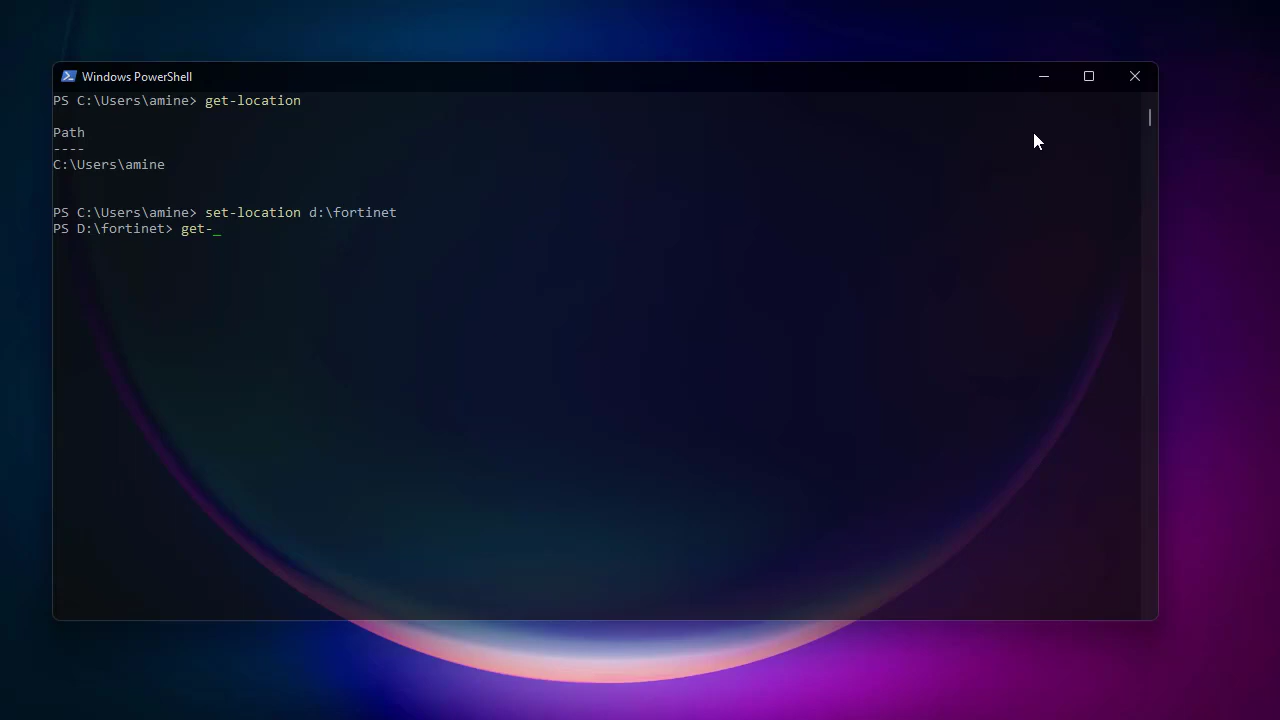 Windows PowerShell
PS C:\Users\amine> get-location
Path
----
C:\Users\amine
PS C:\Users\amine> set-location d:\fortinet
PS D:\fortinet> get-_